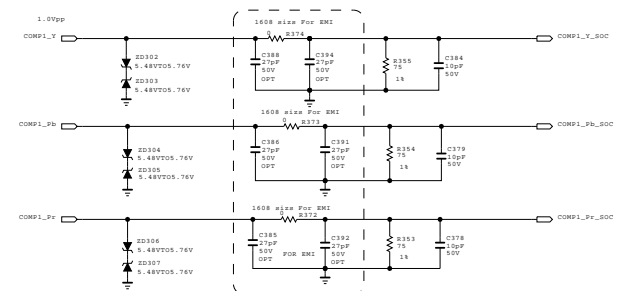 1.0Vpp
1608 sizs For EMI
COMP1_Y
0
R374
COMP1_Y_SOC
ZD302
5.48VTO5.76V
ZD303
5.48VTO5.76V
C388
27pF
50V
OPT
C394
27pF
50V
OPT
R355
75
1%
C384
10pF
50V
1608 sizs For EMI
COMP1_Pb
0
R373
COMP1_Pb_SOC
ZD304
5.48VTO5.76V
ZD305
5.48VTO5.76V
C386
27pF
50V
OPT
C391
27pF
50V
OPT
R354
75
1%
C379
10pF
50V
1608 sizs For EMI
COMP1_Pr
0
R372
COMP1_Pr_SOC
ZD306
5.48VTO5.76V
ZD307
5.48VTO5.76V
C385
27pF
50V
OPT
FOR EMI
C392
27pF
50V
OPT
R353
75
1%
C378
10pF
50V